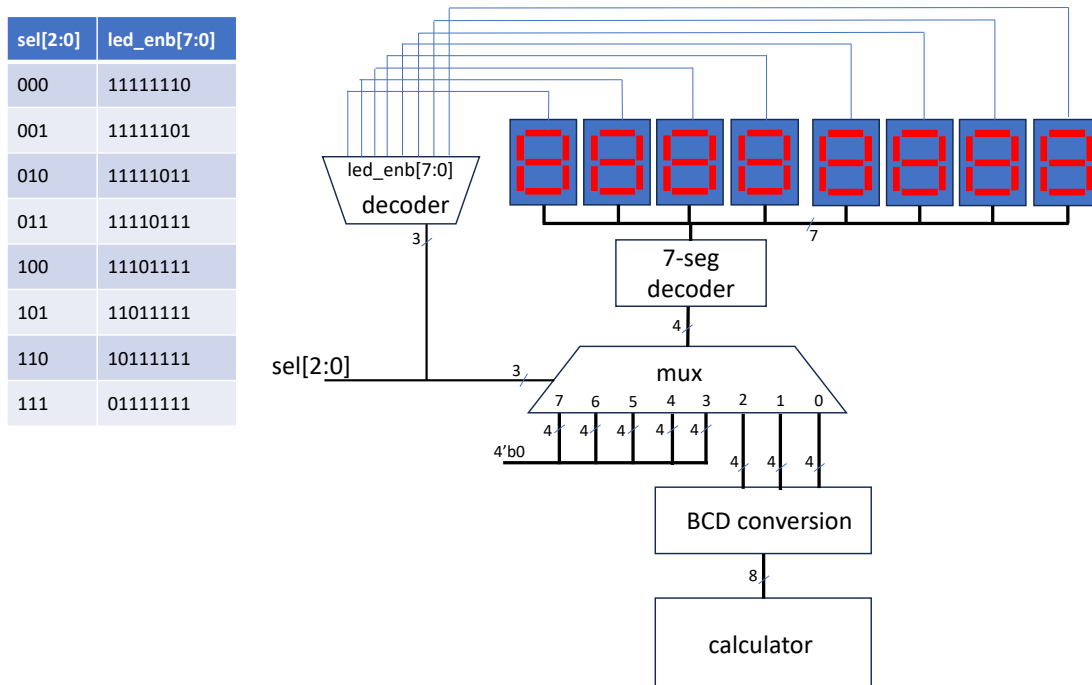 sel[2:0] led_enb[7:0]
000 11111110
001 11111101
010 11111011
011 11110111
100 11101111
101 11011111
110 10111111
111 01111111
led_enb[7:0]
decoder
3
7
7-seg
decoder
4
sel[2:0]
3
mux
7 6 5 4 3 2 1 0
4 4 4 4 4
4'b0
4 4 4
BCD conversion
8
calculator